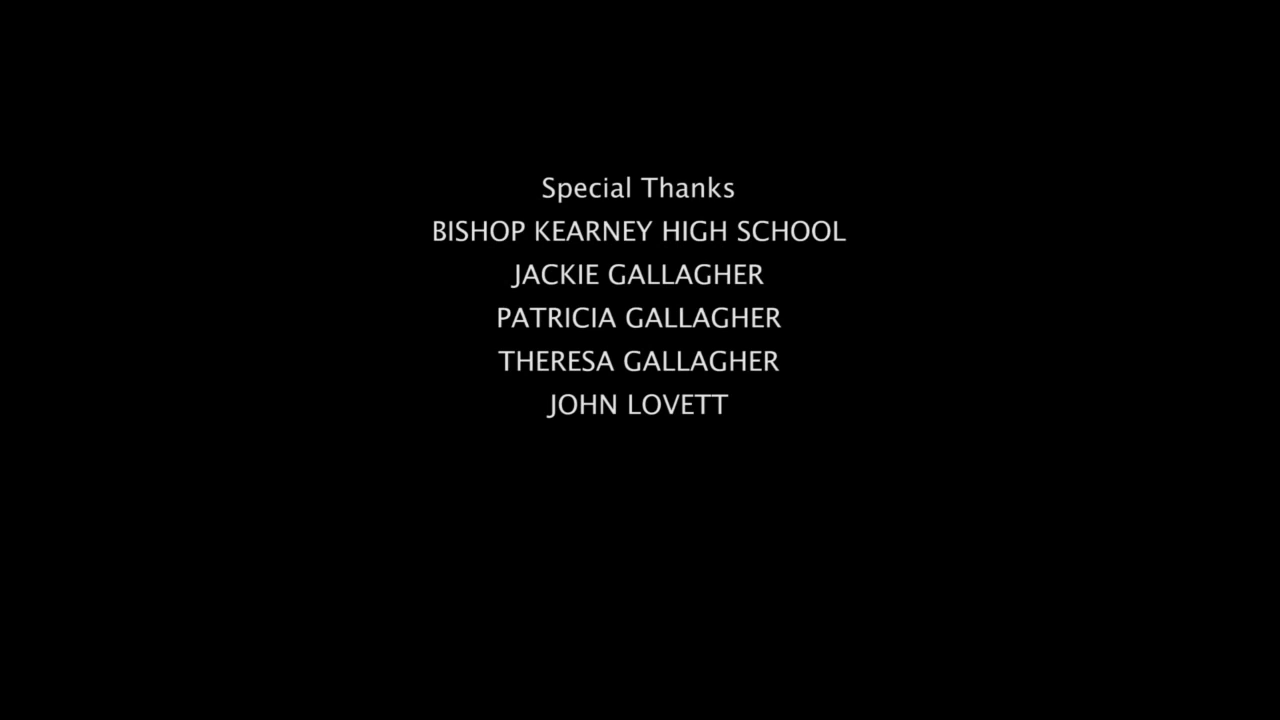 Special Thanks
BISHOP KEARNEY HIGH SCHOOL
JACKIE GALLAGHER
PATRICIA GALLAGHER
THERESA GALLAGHER
JOHN LOVETT